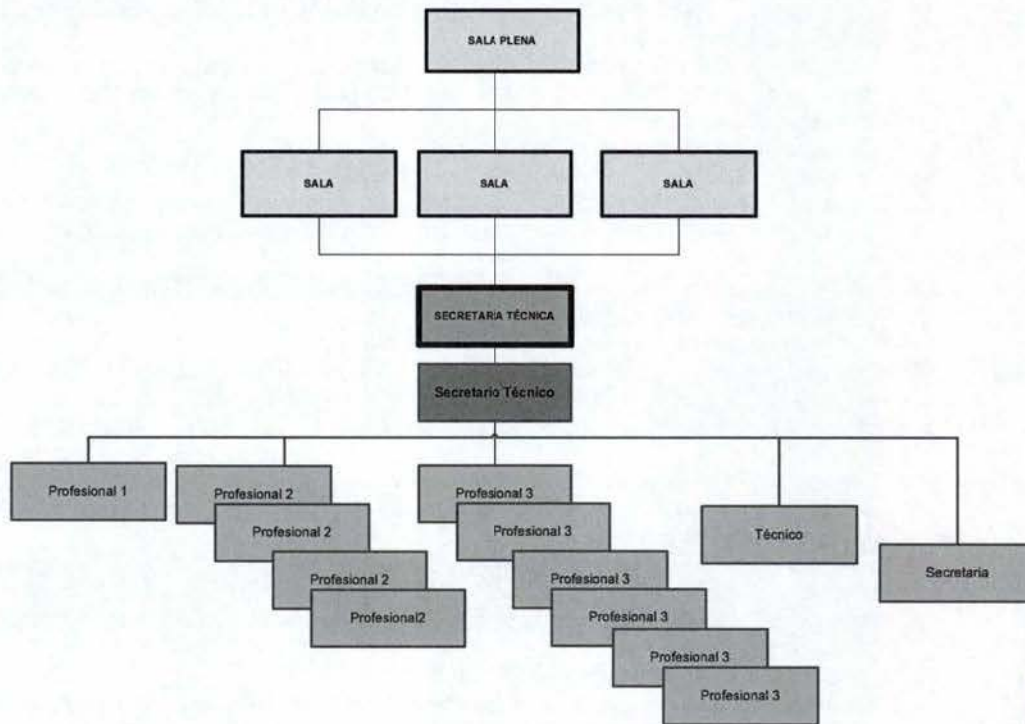 SALA PLENA
SALA
SALA
SALA
SECRETARIA TÉCNICA
Secretario Técnico
Profesional 1
Profesional 2
Profesional 2
Profesional 2
Profesional2
Profesional 3
Profesional 3
Profesional 3
Profesional 3
Profesional 3
Profesional 3
Técnico
Secretaria